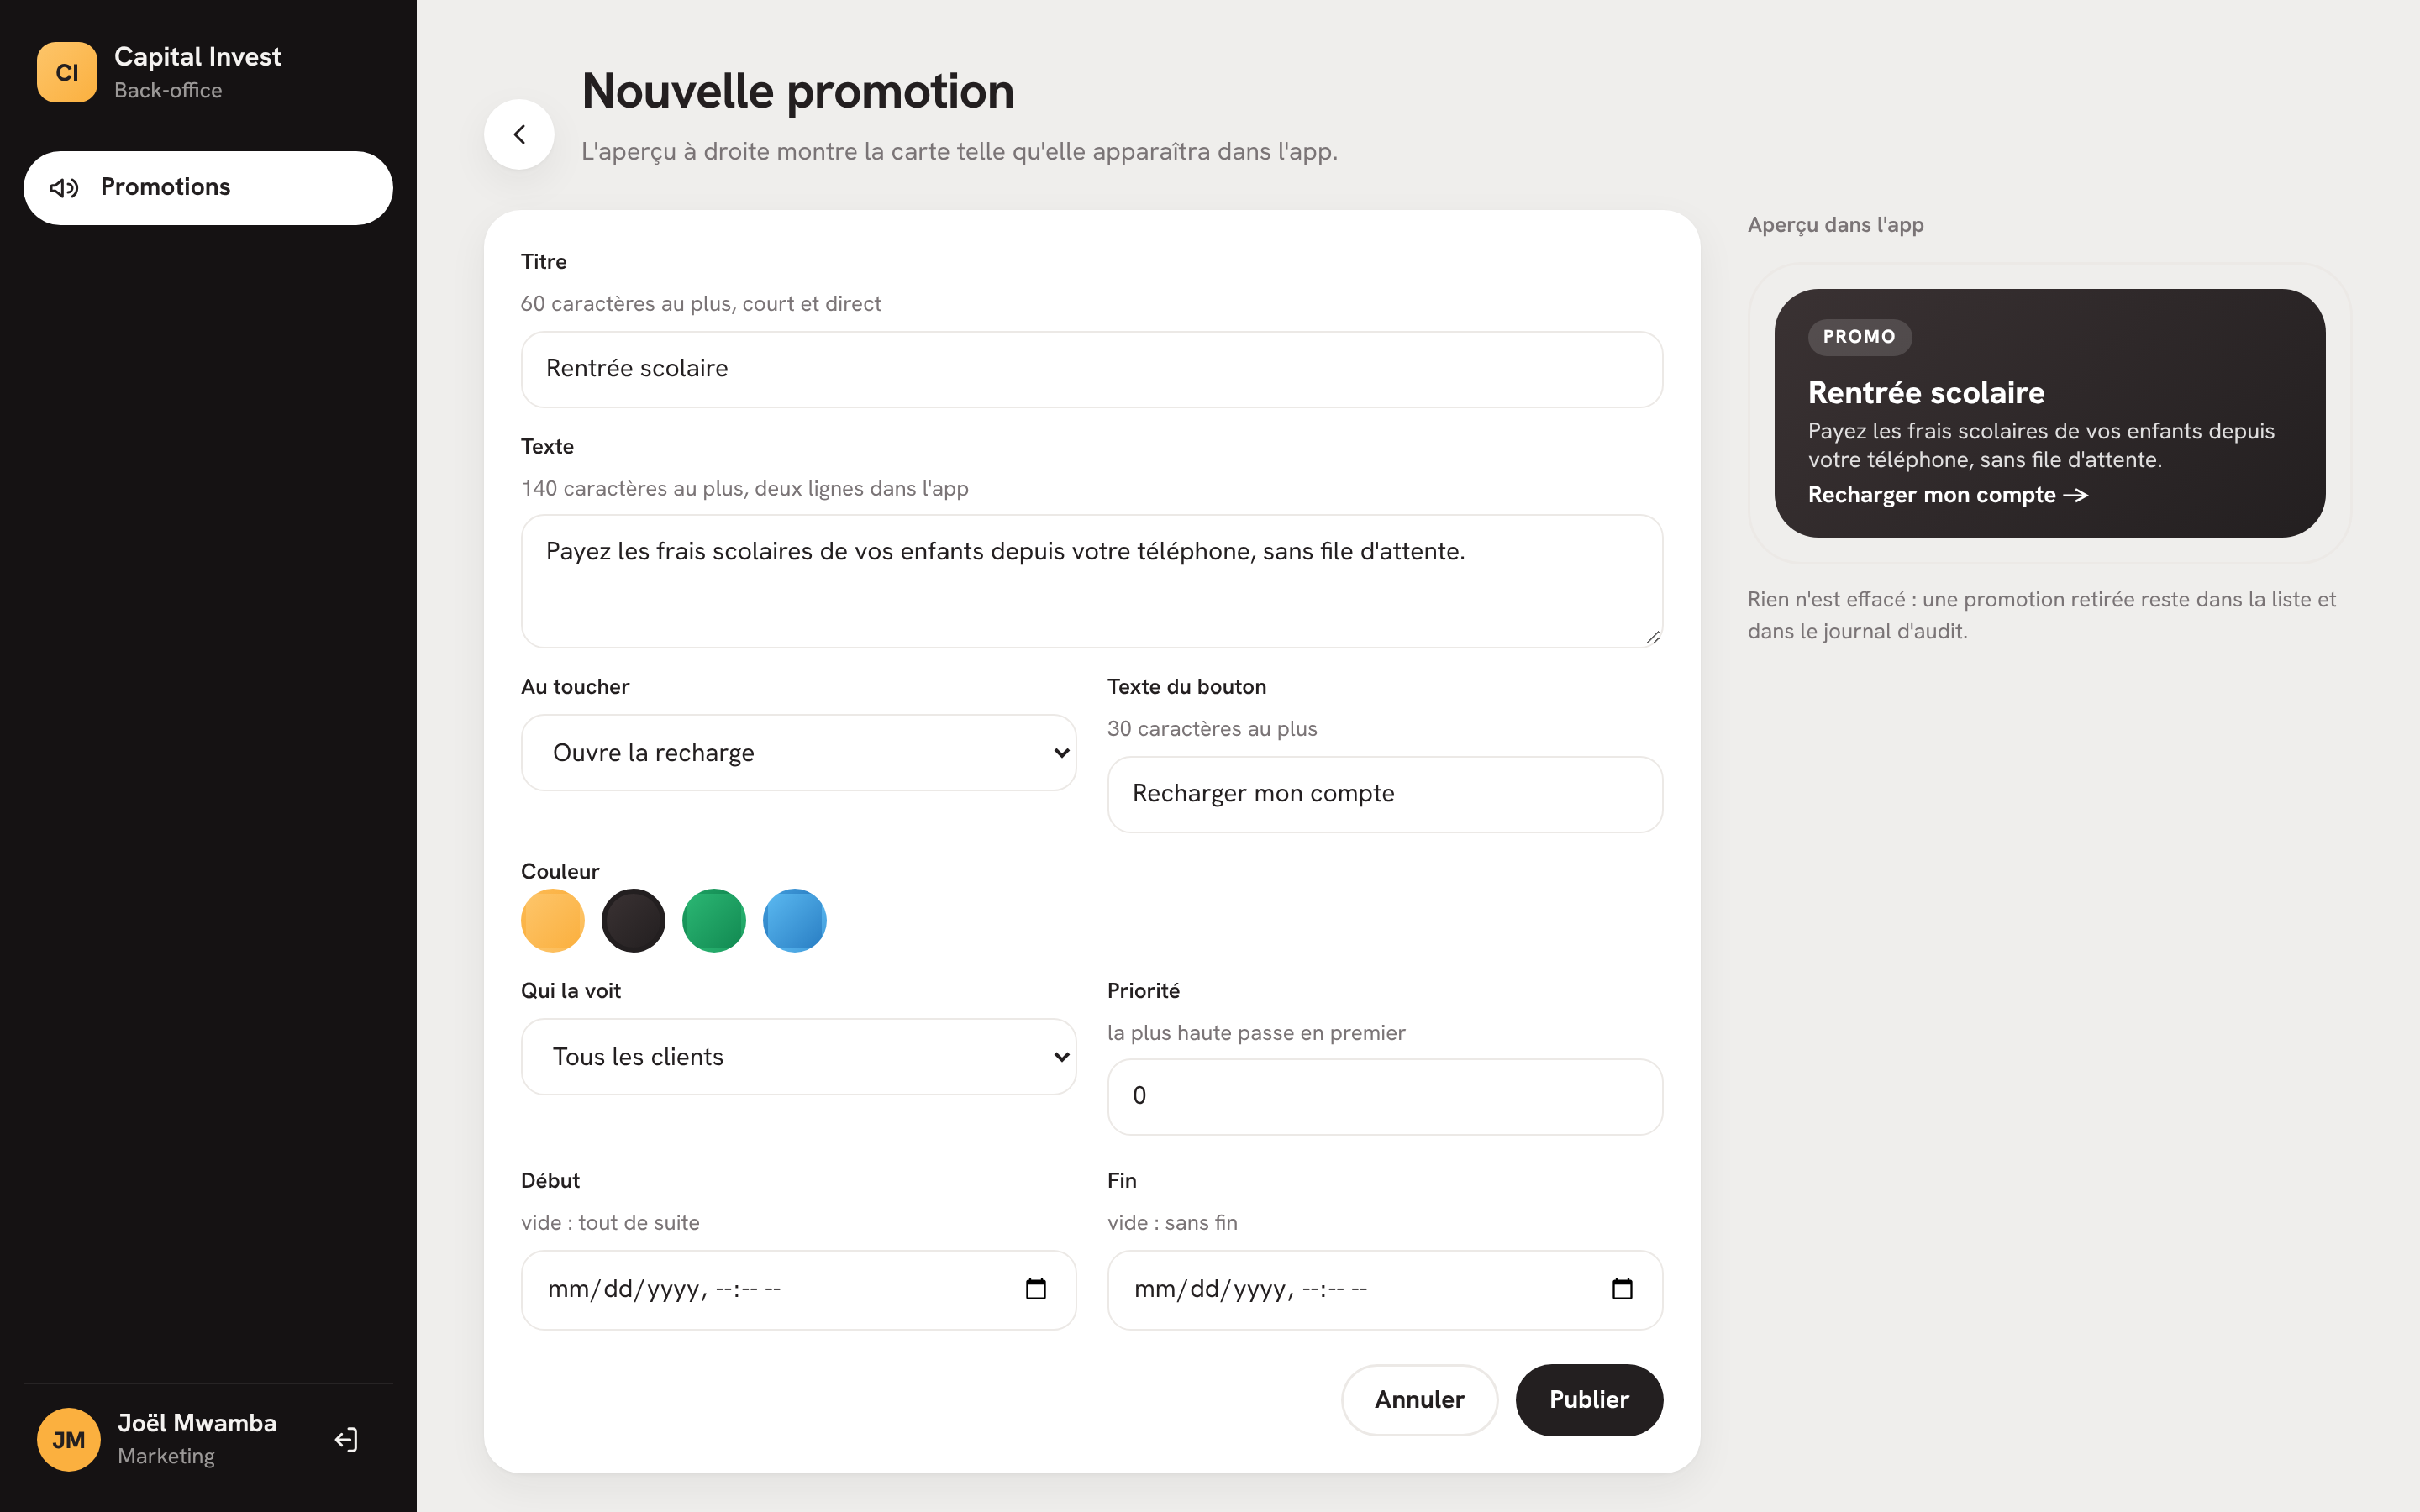 CI
Capital Invest
Back-office
Promotions
Nouvelle promotion
L'aperçu à droite montre la carte telle qu'elle apparaîtra dans l'app.
Titre
60 caractères au plus, court et direct
Rentrée scolaire
Texte
140 caractères au plus, deux lignes dans l'app
Payez les frais scolaires de vos enfants depuis votre téléphone, sans file d'attente.
Au toucher
Ouvre la recharge
Texte du bouton
30 caractères au plus
Recharger mon compte
Couleur
Qui la voit
Tous les clients
Priorité
la plus haute passe en premier
0
Début
vide : tout de suite
mm/dd/yyyy, --:-- --
Fin
vide : sans fin
mm/dd/yyyy, --:-- --
Annuler
Publier
Aperçu dans l'app
PROMO
Rentrée scolaire
Payez les frais scolaires de vos enfants depuis
votre téléphone, sans file d'attente.
Recharger mon compte →
Rien n'est effacé : une promotion retirée reste dans la liste et
dans le journal d'audit.
JM
Joël Mwamba
Marketing